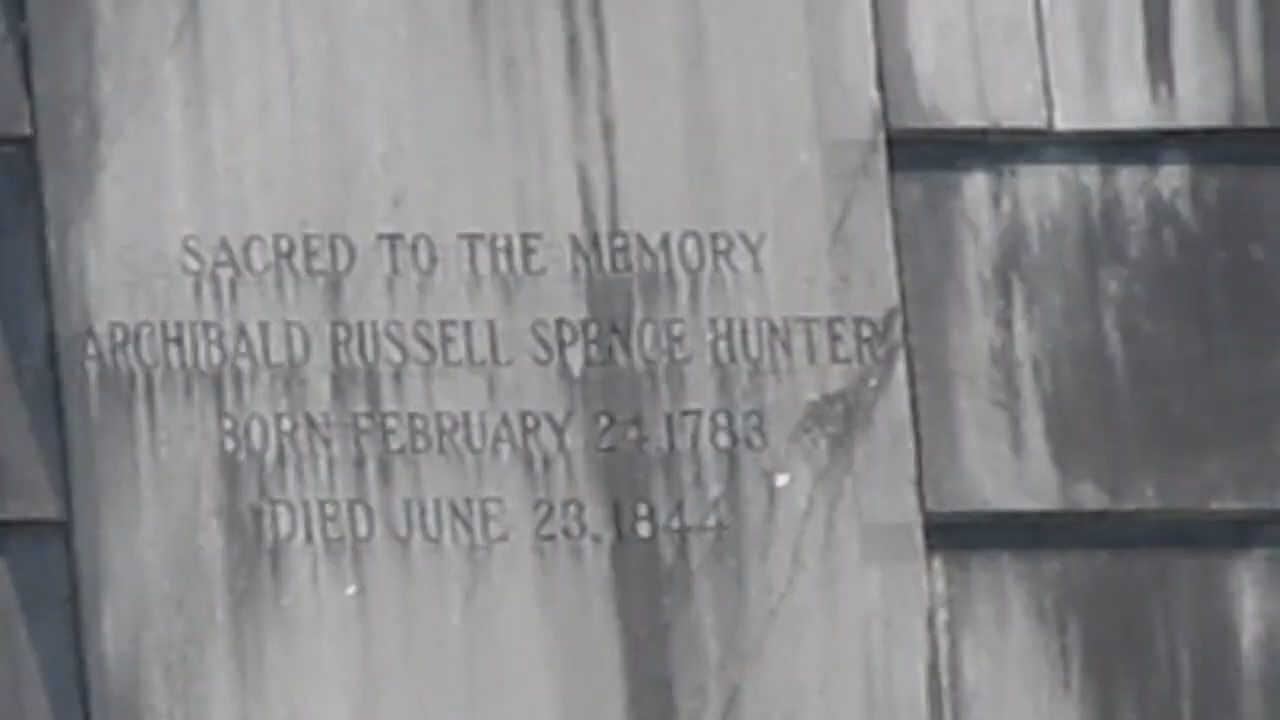 SACRED TO THE MEMORY
ARCHIBALD RUSSELL SPENCE HUNTER
BORN FEBRUARY 24,1783
DIED JUNE 23,1844